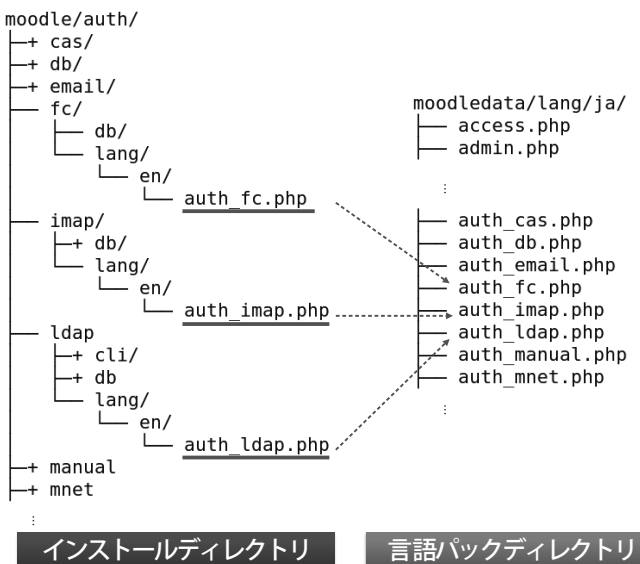 moodle/auth/
+ cas/
+ db/
+ email/
fc/
db/
lang/
en/
auth_fc.php
imap/
+ db/
lang/
en/
auth_imap.php
ldap
+ cli/
+ db
lang/
en/
auth_ldap.php
+ manual
+ mnet
⋮
インストールディレクトリ
moodledata/lang/ja/
access.php
admin.php
⋮
auth_cas.php
auth_db.php
auth_email.php
auth_fc.php
auth_imap.php
auth_ldap.php
auth_manual.php
auth_mnet.php
⋮
言語パックディレクトリ